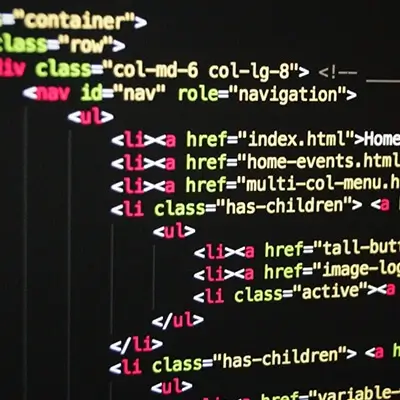 ="container">
class="row">
div class="col-md-6 col-lg-8"> <!--
<nav id="nav" role="navigation">
<ul>
<li><a href="index.html">Home
<li><a href="home-events.html
<li><a href="multi-col-menu.h
<li class="has-children"> <a
<ul>
<li><a href="tall-but
<li><a href="image-log
<li class="active"><a
</ul>
</li>
<li class="has-children"> <a h
<ul>
<li><a href="variable-